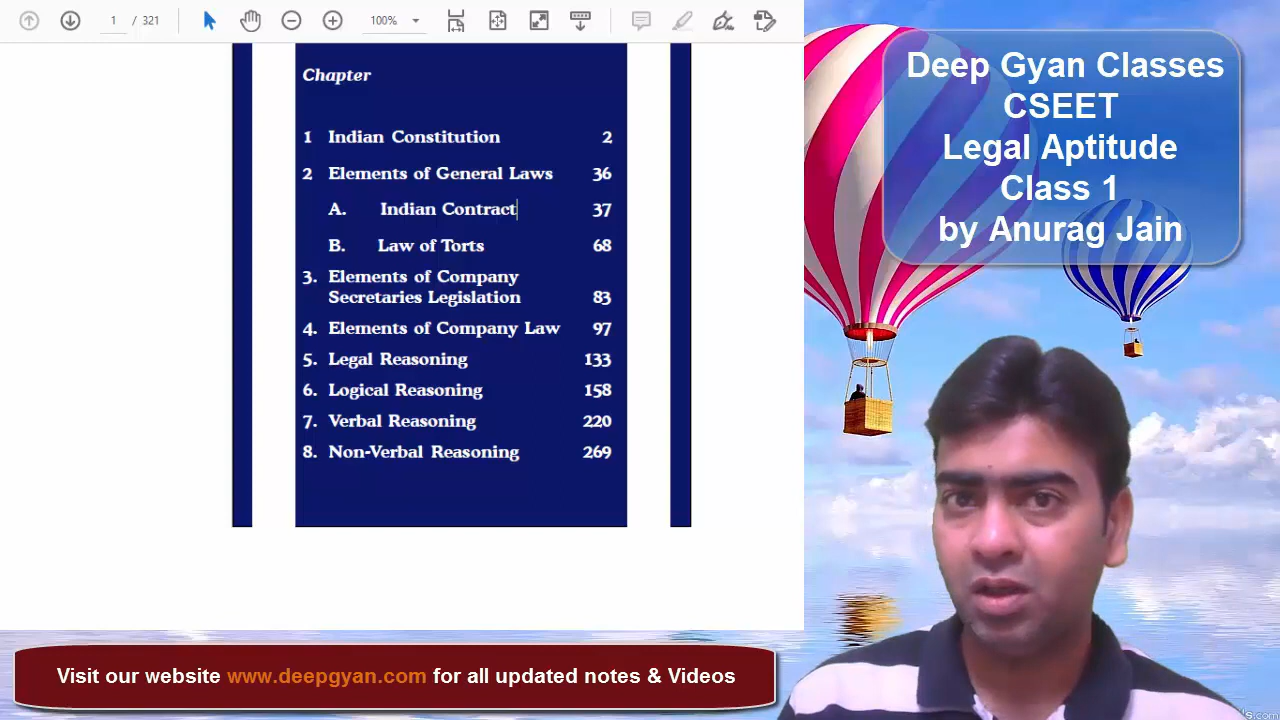 1 / 321
100%
Chapter
1 Indian Constitution 2
2 Elements of General Laws 36
A. Indian Contract 37
B. Law of Torts 68
3. Elements of Company
Secretaries Legislation 83
4. Elements of Company Law 97
5. Legal Reasoning 133
6. Logical Reasoning 158
7. Verbal Reasoning 220
8. Non-Verbal Reasoning 269
Deep Gyan Classes
CSEET
Legal Aptitude
Class 1
by Anurag Jain
Visit our website www.deepgyan.com for all updated notes & Videos